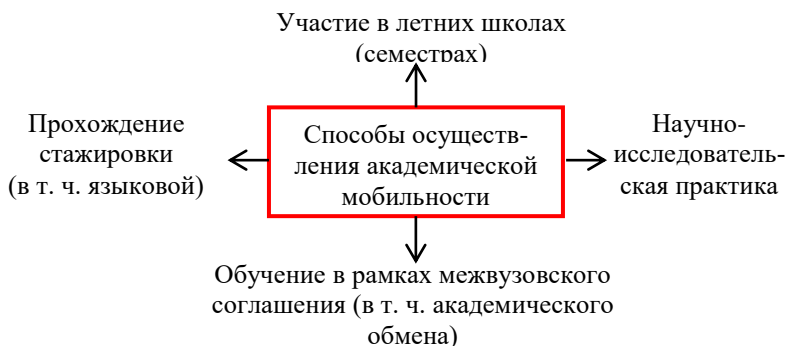 Участие в летних школах
(семестрах)
Прохождение
стажировки
(в т. ч. языковой)
Способы осуществ-
ления академической
мобильности
Научно-
исследователь-
ская практика
Обучение в рамках межвузовского
соглашения (в т. ч. академического
обмена)